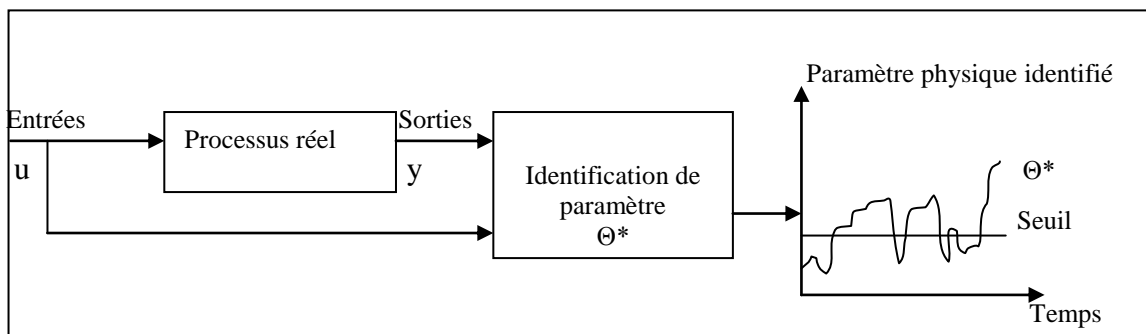 Paramètre physique identifié
Entrées
Processus réel
Sorties
u
y
Identification de
paramètre
Θ*
Θ*
Seuil
Temps